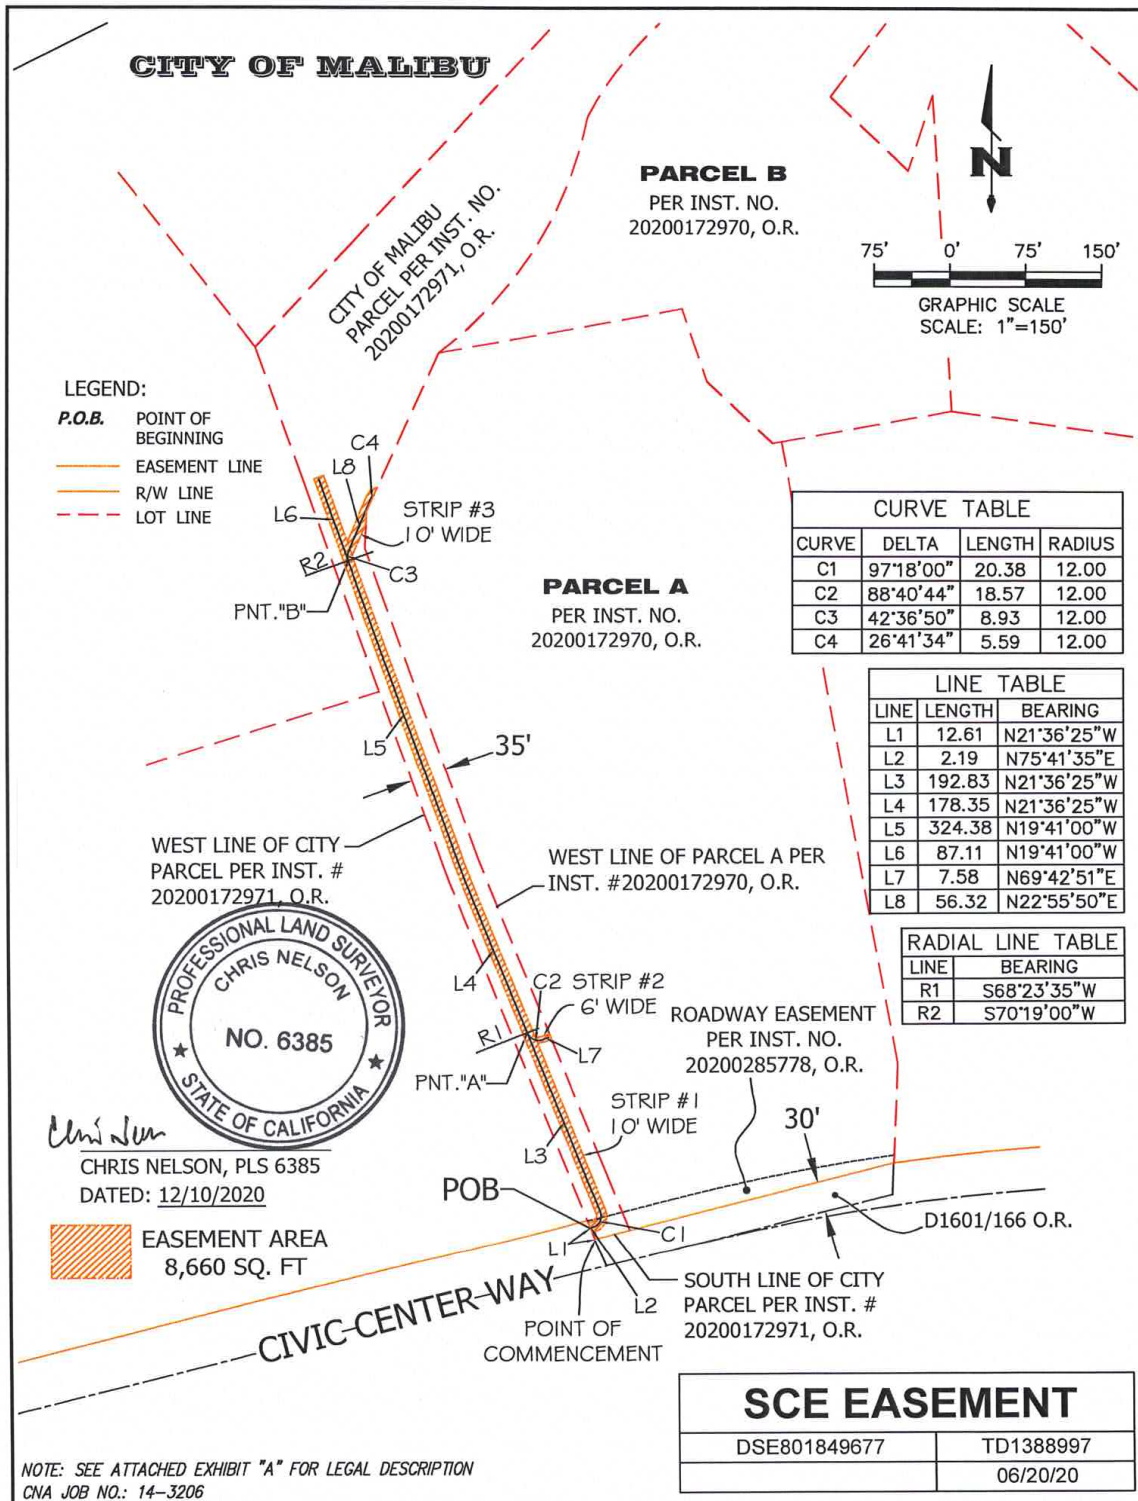 CITY OF MALIBU
PARCEL B
PER INST. NO.
20200172970, O.R.
N
75' 0' 75' 150'
GRAPHIC SCALE
SCALE: 1"=150'
CITY OF MALIBU
PARCEL PER INST. NO.
20200172971, O.R.
LEGEND:
P.O.B. POINT OF
BEGINNING
EASEMENT LINE
R/W LINE
LOT LINE
C4
L8
L6
STRIP #3
10' WIDE
R2
C3
PNT."B"
PARCEL A
PER INST. NO.
20200172970, O.R.
CURVE TABLE
CURVE DELTA LENGTH RADIUS
C1 97°18'00" 20.38 12.00
C2 88°40'44" 18.57 12.00
C3 42°36'50" 8.93 12.00
C4 26°41'34" 5.59 12.00
LINE TABLE
LINE LENGTH BEARING
L1 12.61 N21°36'25"W
L2 2.19 N75°41'35"E
L3 192.83 N21°36'25"W
L4 178.35 N21°36'25"W
L5 324.38 N19°41'00"W
L6 87.11 N19°41'00"W
L7 7.58 N69°42'51"E
L8 56.32 N22°55'50"E
RADIAL LINE TABLE
LINE BEARING
R1 S68°23'35"W
R2 S70°19'00"W
L5
35'
WEST LINE OF CITY
PARCEL PER INST. #
20200172971, O.R.
WEST LINE OF PARCEL A PER
INST. #20200172970, O.R.
PROFESSIONAL LAND SURVEYOR
CHRIS NELSON
NO. 6385
STATE OF CALIFORNIA
L4
C2
STRIP #2
6' WIDE
R1
L7
PNT."A"
ROADWAY EASEMENT
PER INST. NO.
20200285778, O.R.
STRIP #1
10' WIDE
30'
L3
Chris Nelson
CHRIS NELSON, PLS 6385
DATED: 12/10/2020
POB
EASEMENT AREA
8,660 SQ. FT
L1
C1
D1601/166 O.R.
L2
SOUTH LINE OF CITY
PARCEL PER INST. #
20200172971, O.R.
CIVIC CENTER WAY
POINT OF
COMMENCEMENT
SCE EASEMENT
DSE801849677 TD1388997
06/20/20
NOTE: SEE ATTACHED EXHIBIT "A" FOR LEGAL DESCRIPTION
CNA JOB NO.: 14-3206